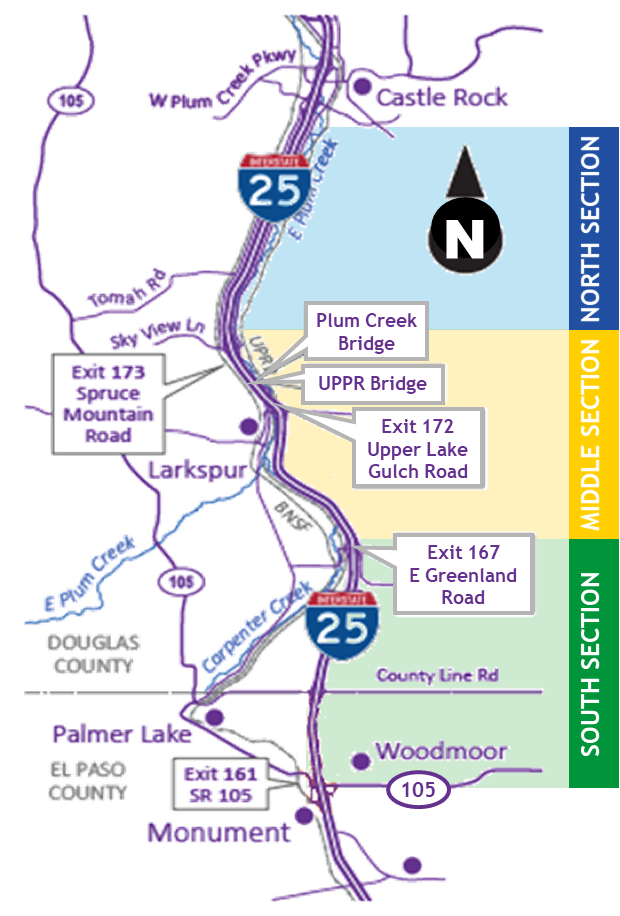 W Plum Creek Pkwy
105
Castle Rock
INTERSTATE
25
E Plum Creek
N
NORTH SECTION
Tomah Rd
Sky View Ln
UPRR
Plum Creek
Bridge
UPPR Bridge
Exit 173
Spruce
Mountain
Road
Exit 172
Upper Lake
Gulch Road
MIDDLE SECTION
Larkspur
BNSF
E Plum Creek
Exit 167
E Greenland
Road
105
Carpenter Creek
INTERSTATE
25
DOUGLAS
COUNTY
County Line Rd
SOUTH SECTION
Palmer Lake
Woodmoor
EL PASO
COUNTY
Exit 161
SR 105
105
Monument